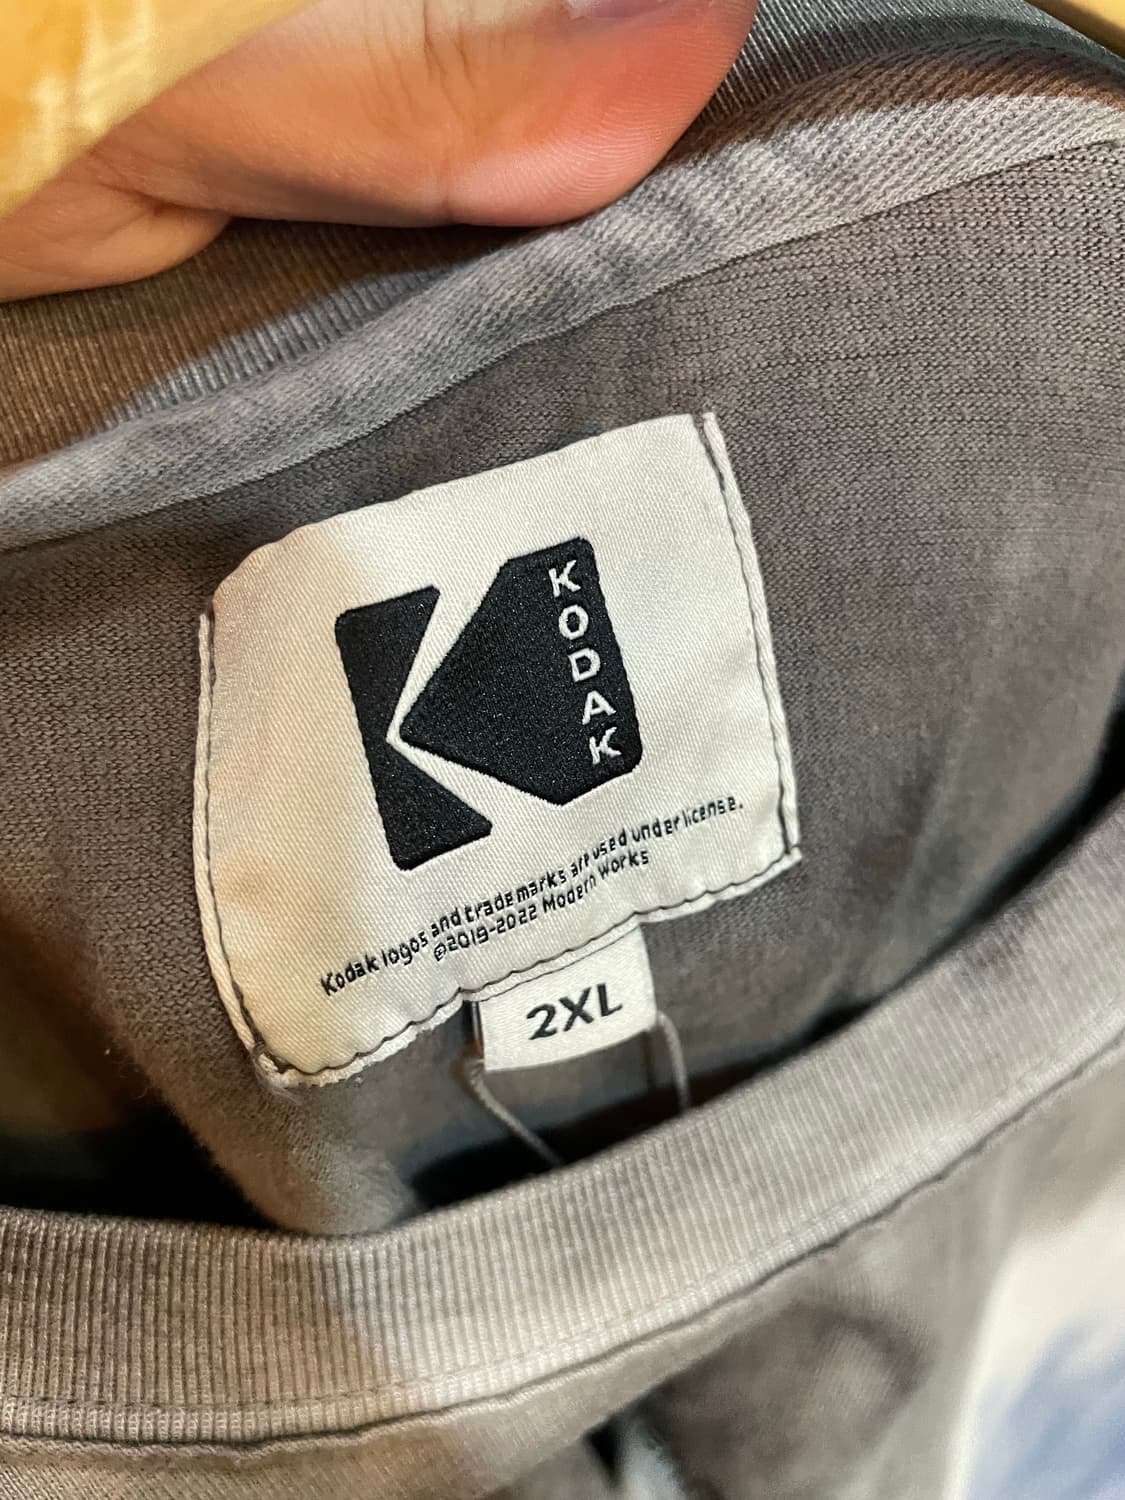 KODAK
Kodak logos and trademarks are used under license.
©2019-2022 Modern Works
2XL